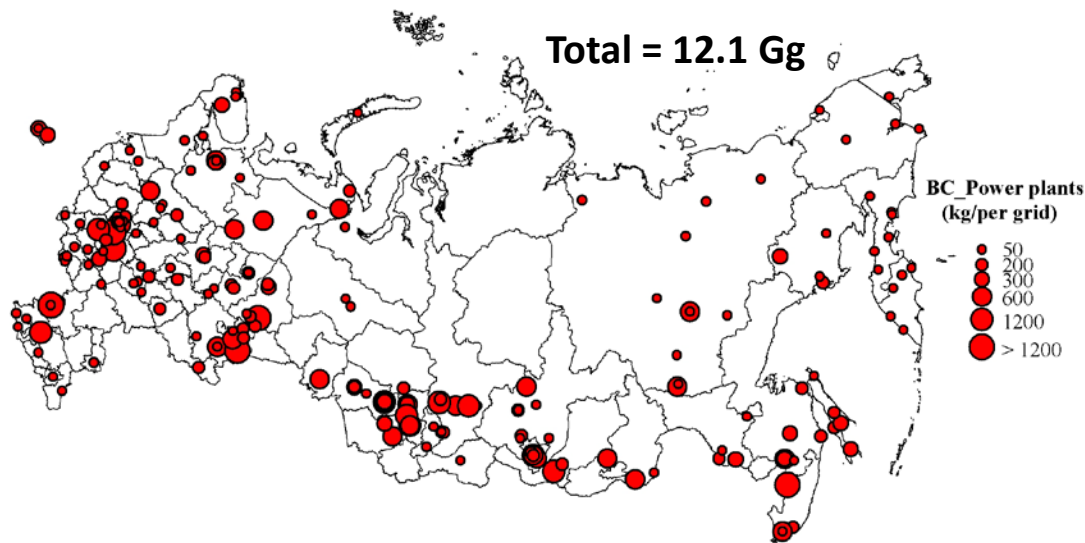 Total = 12.1 Gg
BC_Power plants
(kg/per grid)
50
200
300
600
1200
> 1200